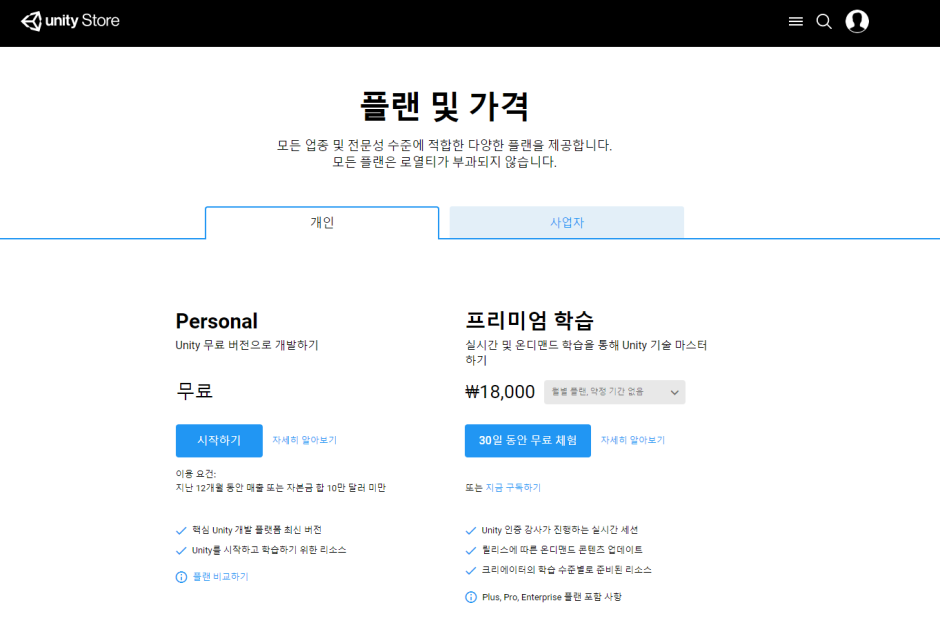 unity Store
플랜 및 가격
모든 업종 및 전문성 수준에 적합한 다양한 플랜을 제공합니다.
모든 플랜은 로열티가 부과되지 않습니다.
개인
사업자
Personal
Unity 무료 버전으로 개발하기
무료
시작하기
자세히 알아보기
이용 요건:
지난 12개월 동안 매출 또는 자본금 합 10만 달러 미만
핵심 Unity 개발 플랫폼 최신 버전
Unity를 시작하고 학습하기 위한 리소스
플랜 비교하기
프리미엄 학습
실시간 및 온디맨드 학습을 통해 Unity 기술 마스터
하기
₩18,000
월별 플랜, 약정 기간 없음
30일 동안 무료 체험
자세히 알아보기
또는 지금 구독하기
Unity 인증 강사가 진행하는 실시간 세션
릴리스에 따른 온디맨드 콘텐츠 업데이트
크리에이터의 학습 수준별로 준비된 리소스
Plus, Pro, Enterprise 플랜 포함 사항